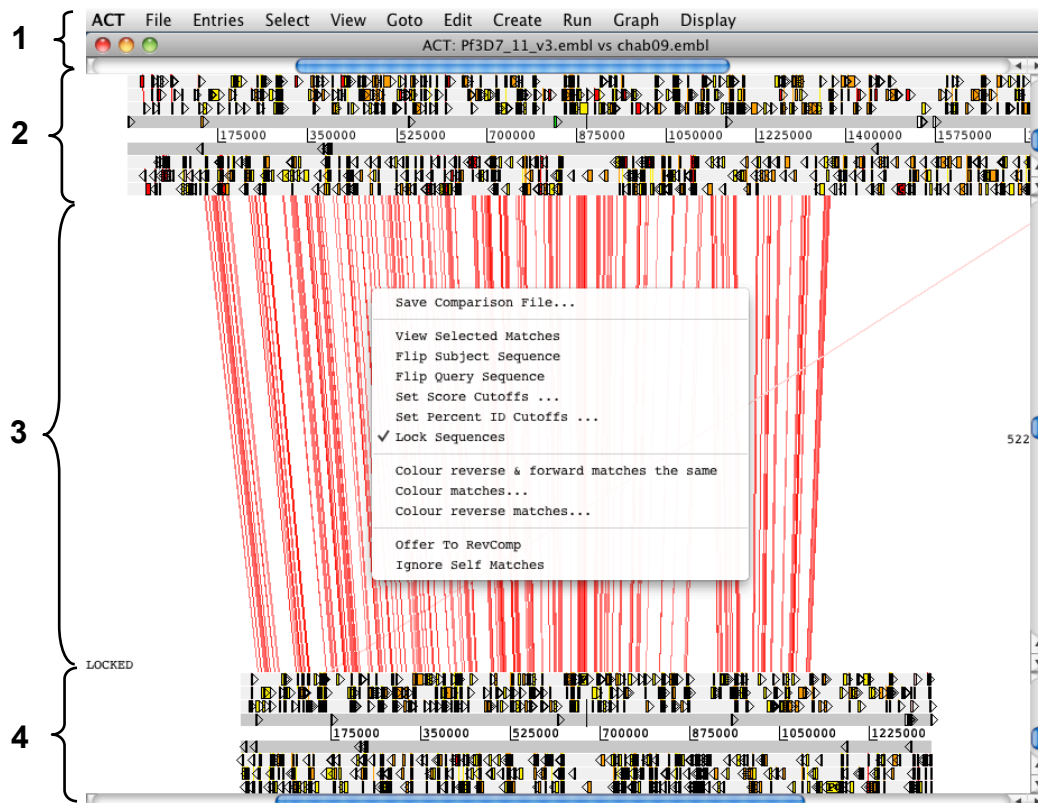 ACT File Entries Select View Goto Edit Create Run Graph Display
1
ACT: Pf3D7_11_v3.embl vs chab09.embl
2
175000 350000 525000 700000 875000 1050000 1225000 1400000 1575000
3
Save Comparison File...
View Selected Matches
Flip Subject Sequence
Flip Query Sequence
Set Score Cutoffs ...
Set Percent ID Cutoffs ...
✓ Lock Sequences
522
Colour reverse & forward matches the same
Colour matches...
Colour reverse matches...
Offer To RevComp
Ignore Self Matches
LOCKED
4
175000 350000 525000 700000 875000 1050000 1225000